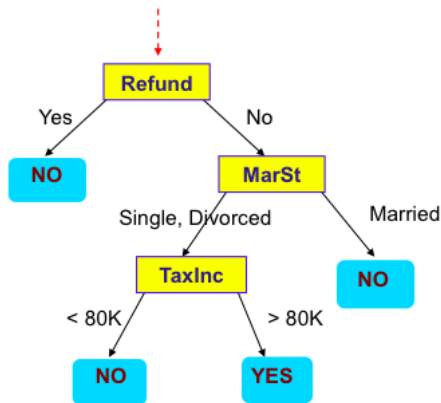 Refund
Yes
No
NO
MarSt
Single, Divorced
Married
TaxInc
NO
< 80K
> 80K
NO
YES